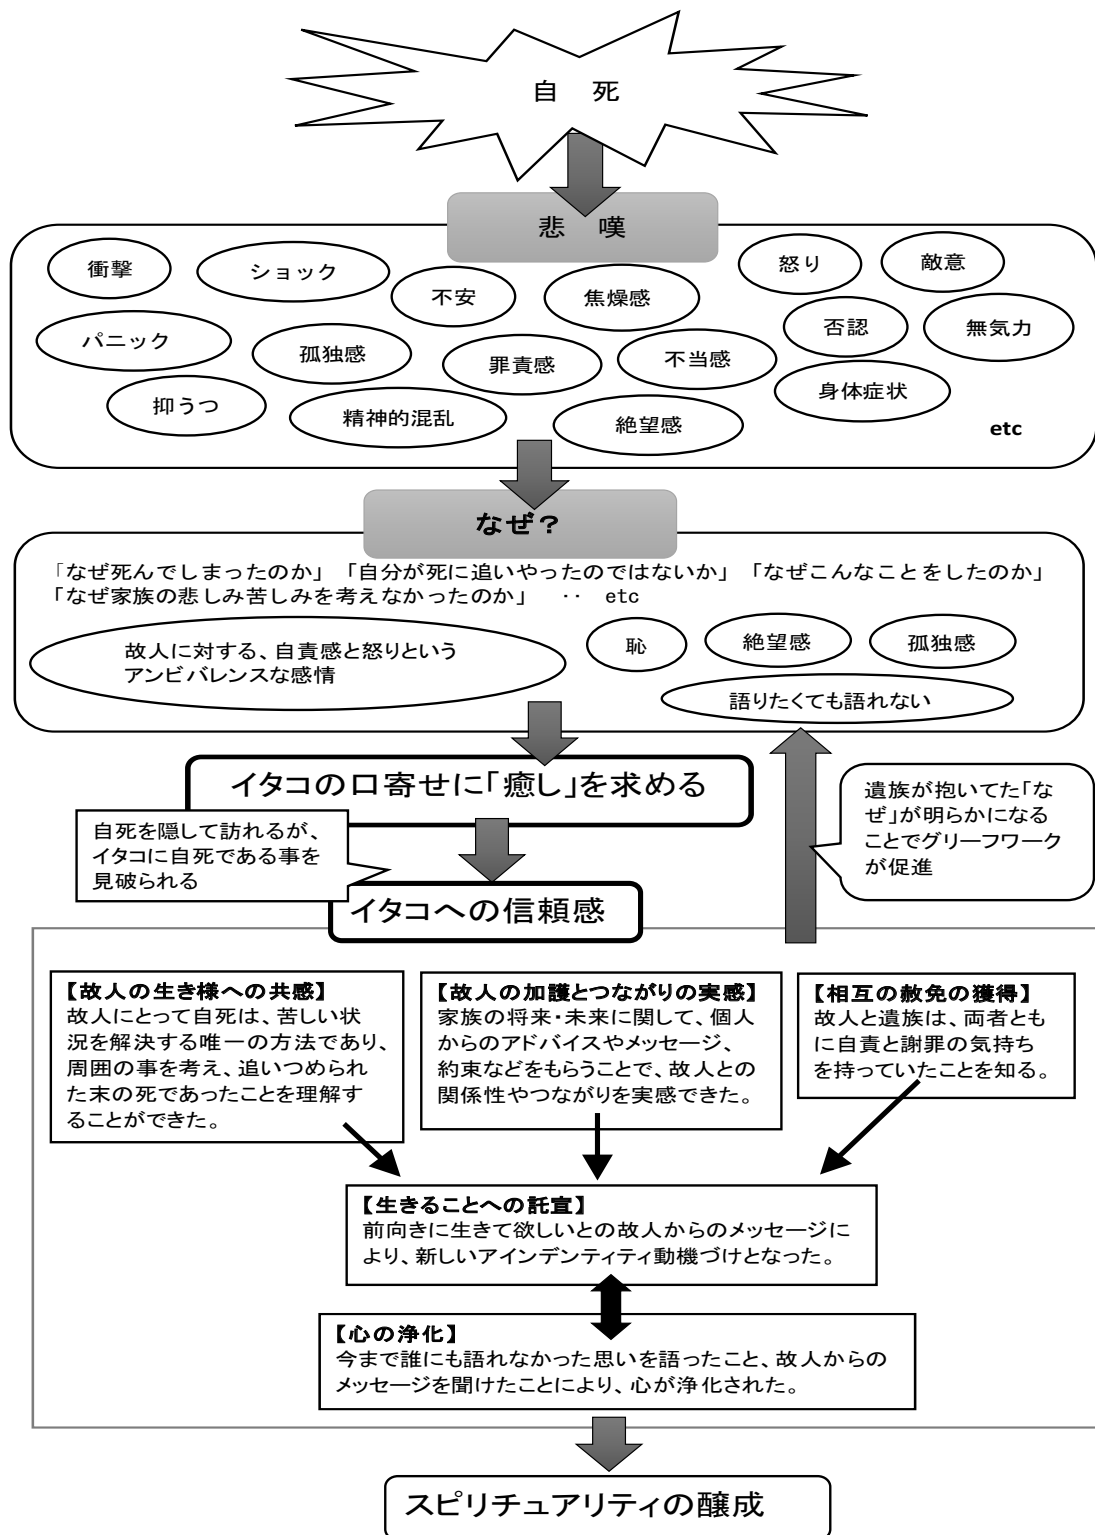 自　死
悲　嘆
衝撃
ショック
不安
焦燥感
怒り
敵意
パニック
孤独感
罪責感
不当感
否認
無気力
抑うつ
精神的混乱
絶望感
身体症状
etc
なぜ？
「なぜ死んでしまったのか」　「自分が死に追いやったのではないか」　「なぜこんなことをしたのか」
「なぜ家族の悲しみ苦しみを考えなかったのか」　‥　etc
故人に対する、自責感と怒りという
アンビバレンスな感情
恥
絶望感
孤独感
語りたくても語れない
イタコの口寄せに「癒し」を求める
自死を隠して訪れるが、
イタコに自死である事を
見破られる
遺族が抱いてた「な
ぜ」が明らかになる
ことでグリーフワーク
が促進
イタコへの信頼感
【故人の生き様への共感】
故人にとって自死は、苦しい状
況を解決する唯一の方法であり、
周囲の事を考え、追いつめられ
た末の死であったことを理解す
ることができた。
【故人の加護とつながりの実感】
家族の将来・未来に関して、個人
からのアドバイスやメッセージ、
約束などをもらうことで、故人との
関係性やつながりを実感できた。
【相互の赦免の獲得】
故人と遺族は、両者とも
に自責と謝罪の気持ち
を持っていたことを知る。
【生きることへの託宣】
前向きに生きて欲しいとの故人からのメッセージに
より、新しいアインデンティティ動機づけとなった。
【心の浄化】
今まで誰にも語れなかった思いを語ったこと、故人からの
メッセージを聞けたことにより、心が浄化された。
スピリチュアリティの醸成